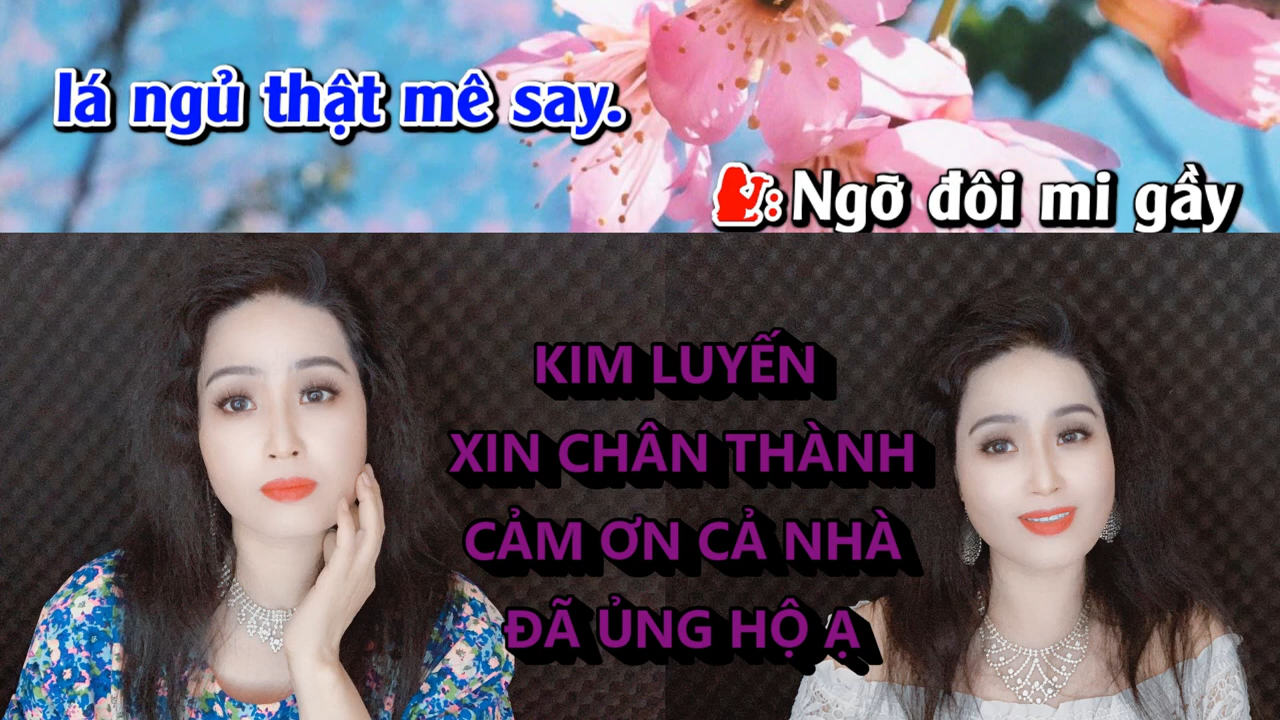 lá ngủ thật mê say.
: Ngỡ đôi mi gầy
KIM LUYẾN
XIN CHÂN THÀNH
CẢM ƠN CẢ NHÀ
ĐÃ ỦNG HỘ Ạ